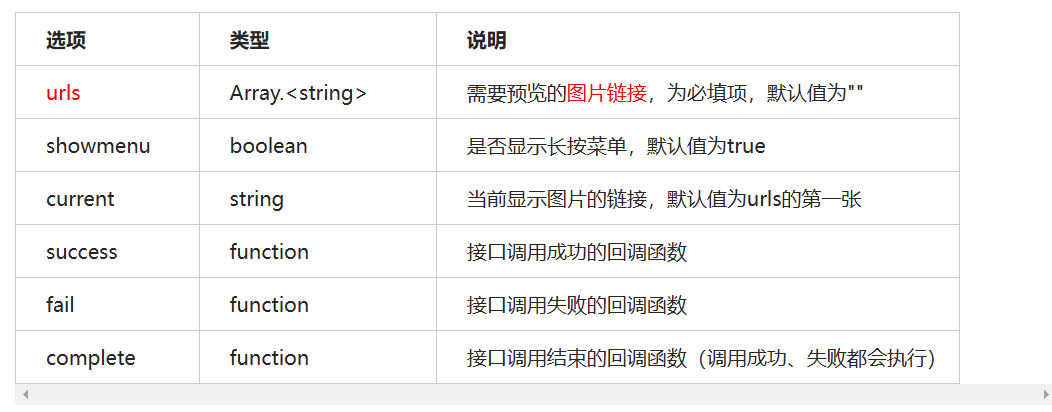 选项 类型 说明
urls Array.<string> 需要预览的图片链接，为必填项，默认值为""
showmenu boolean 是否显示长按菜单，默认值为true
current string 当前显示图片的链接，默认值为urls的第一张
success function 接口调用成功的回调函数
fail function 接口调用失败的回调函数
complete function 接口调用结束的回调函数（调用成功、失败都会执行）